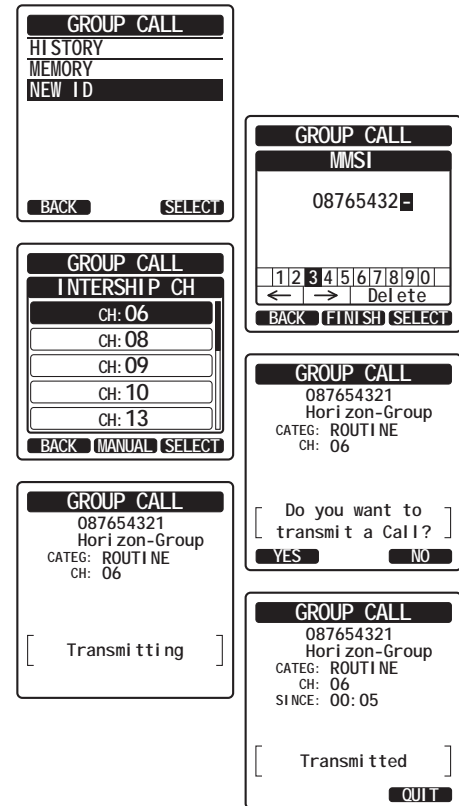 GROUP CALL
HISTORY
MEMORY
NEW ID
BACK SELECT
GROUP CALL
MMSI
08765432-
1 2 3 4 5 6 7 8 9 0
← → Delete
BACK FINISH SELECT
GROUP CALL
INTERSHIP CH
CH: 06
CH: 08
CH: 09
CH: 10
CH: 13
BACK MANUAL SELECT
GROUP CALL
087654321
Horizon-Group
CATEG: ROUTINE
CH: 06
Do you want to
transmit a Call?
YES NO
GROUP CALL
087654321
Horizon-Group
CATEG: ROUTINE
CH: 06
Transmitting
GROUP CALL
087654321
Horizon-Group
CATEG: ROUTINE
CH: 06
SINCE: 00:05
Transmitted
QUIT